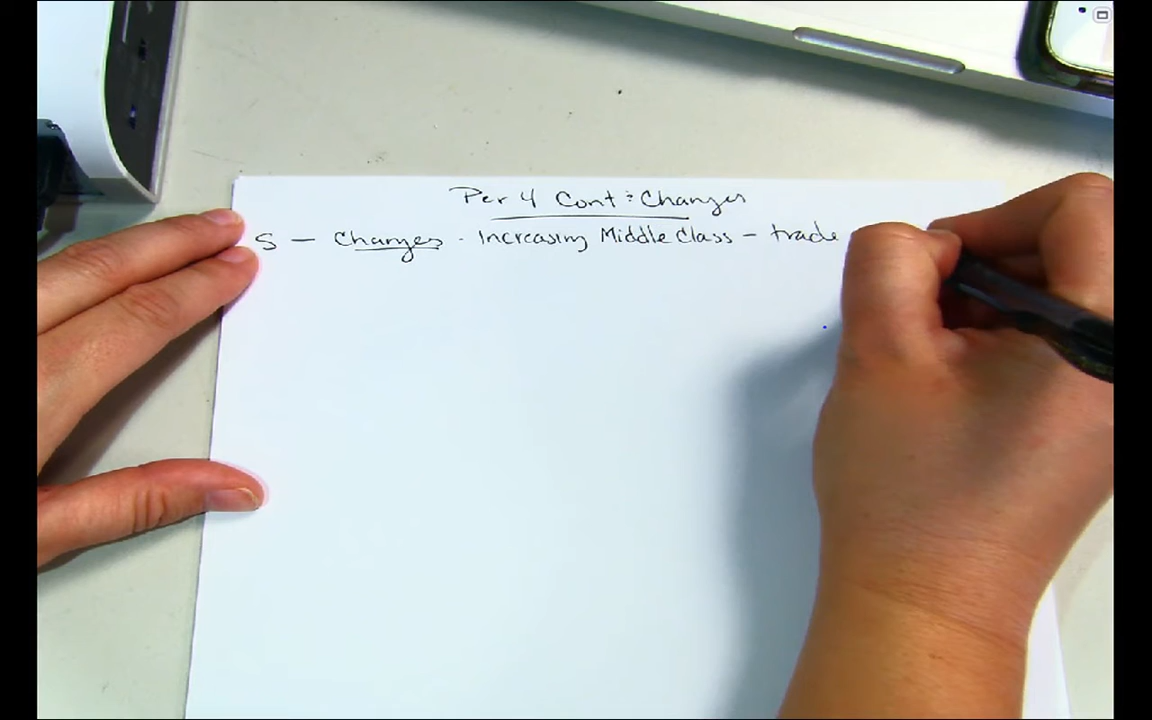 Per 4 Cont : Changes
S — Changes - Increasing Middle Class — trade